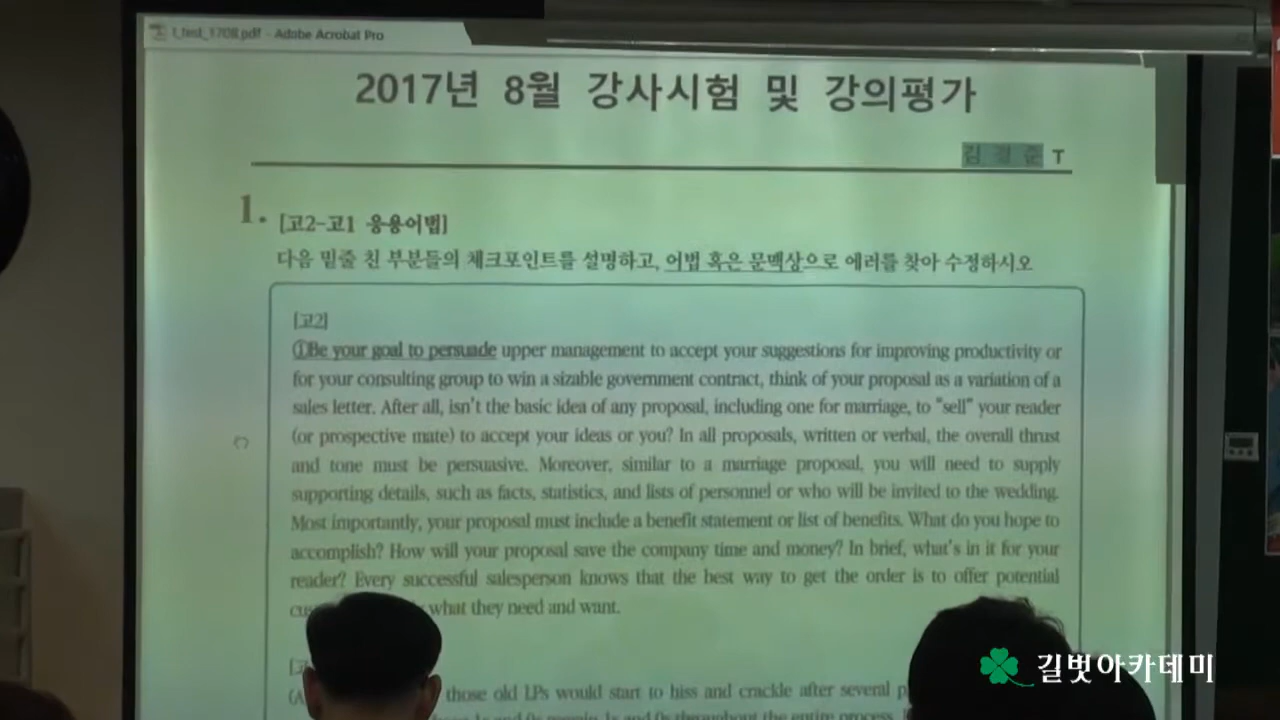 t_test_1708.pdf - Adobe Acrobat Pro
2017년 8월 강사시험 및 강의평가
T
1. [고2-고1 응용어법]
다음 밑줄 친 부분들의 체크포인트를 설명하고, 어법 혹은 문맥상으로 에러를 찾아 수정하시오
[고2]
①Be your goal to persuade upper management to accept your suggestions for improving productivity or
for your consulting group to win a sizable government contract, think of your proposal as a variation of a
sales letter. After all, isn't the basic idea of any proposal, including one for marriage, to "sell" your reader
(or prospective mate) to accept your ideas or you? In all proposals, written or verbal, the overall thrust
and tone must be persuasive. Moreover, similar to a marriage proposal, you will need to supply
supporting details, such as facts, statistics, and lists of personnel or who will be invited to the wedding.
Most importantly, your proposal must include a benefit statement or list of benefits. What do you hope to
accomplish? How will your proposal save the company time and money? In brief, what's in it for your
reader? Every successful salesperson knows that the best way to get the order is to offer potential
what they need and want.
those old LPs would start to hiss and crackle after several
1s and 0s remain 1s and 0s throughout the entire process.
길벗아카데미